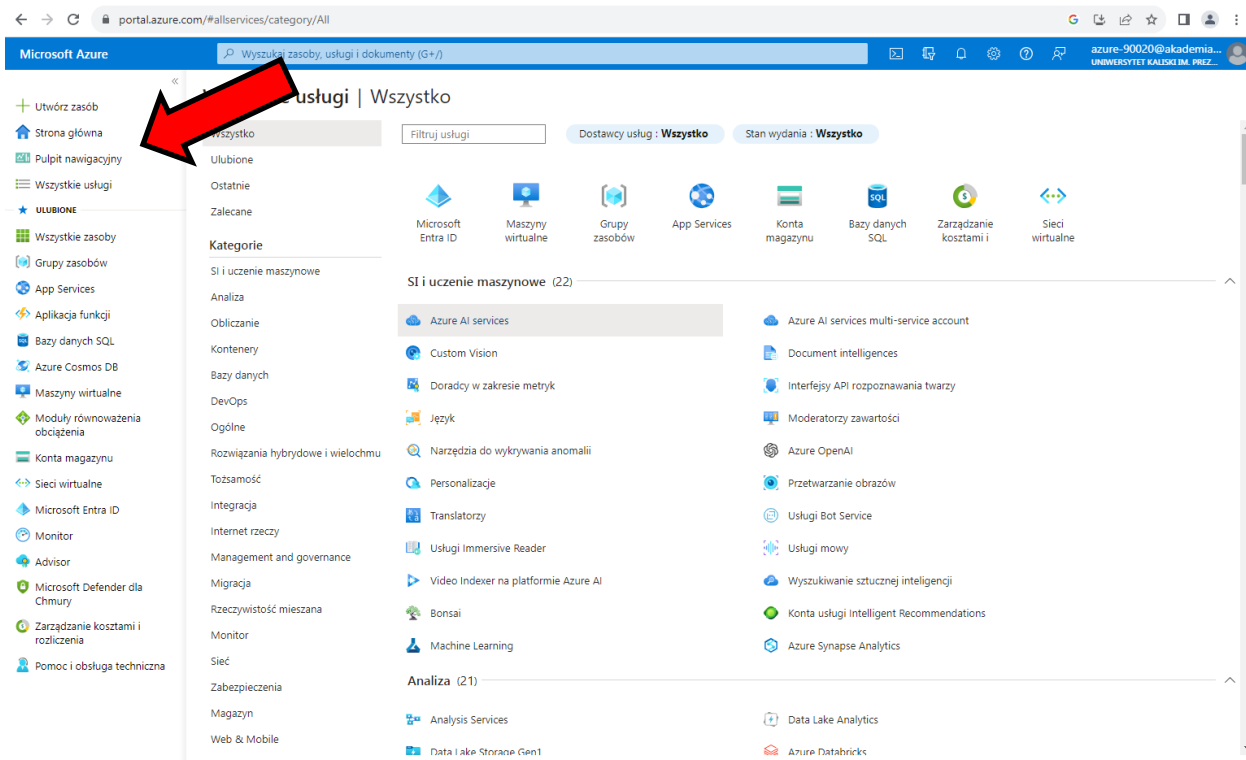 portal.azure.com/#allservices/category/All
G
Microsoft Azure
Wyszukaj zasoby, usługi i dokumenty (G+/)
azure-90020@akademia...
UNIWERSYTET KALISKI IM. PREZ...
«
Utwórz zasób
Strona główna
Pulpit nawigacyjny
Wszystkie usługi
ULUBIONE
Wszystkie zasoby
Grupy zasobów
App Services
Aplikacja funkcji
Bazy danych SQL
Azure Cosmos DB
Maszyny wirtualne
Moduły równoważenia
obciążenia
Konta magazynu
Sieci wirtualne
Microsoft Entra ID
Monitor
Advisor
Microsoft Defender dla
Chmury
Zarządzanie kosztami i
rozliczenia
Pomoc i obsługa techniczna
usługi | Wszystko
Wszystko
Ulubione
Ostatnie
Zalecane
Kategorie
SI i uczenie maszynowe
Analiza
Obliczanie
Kontenery
Bazy danych
DevOps
Ogólne
Rozwiązania hybrydowe i wielochmu
Tożsamość
Integracja
Internet rzeczy
Management and governance
Migracja
Rzeczywistość mieszana
Monitor
Sieć
Zabezpieczenia
Magazyn
Web & Mobile
Filtruj usługi
Dostawcy usług : Wszystko
Stan wydania : Wszystko
Microsoft
Entra ID
Maszyny
wirtualne
Grupy
zasobów
App Services
Konta
magazynu
SQL
Bazy danych
SQL
Zarządzanie
kosztami i
Sieci
wirtualne
SI i uczenie maszynowe (22)
Azure AI services
Azure AI services multi-service account
Custom Vision
Document intelligences
Doradcy w zakresie metryk
Interfejsy API rozpoznawania twarzy
Język
Moderatorzy zawartości
Narzędzia do wykrywania anomalii
Azure OpenAI
Personalizacje
Przetwarzanie obrazów
Translatorzy
Usługi Bot Service
Usługi Immersive Reader
Usługi mowy
Video Indexer na platformie Azure AI
Wyszukiwanie sztucznej inteligencji
Bonsai
Konta usługi Intelligent Recommendations
Machine Learning
Azure Synapse Analytics
Analiza (21)
Analysis Services
Data Lake Analytics
Data Lake Storage Gen1
Azure Databricks